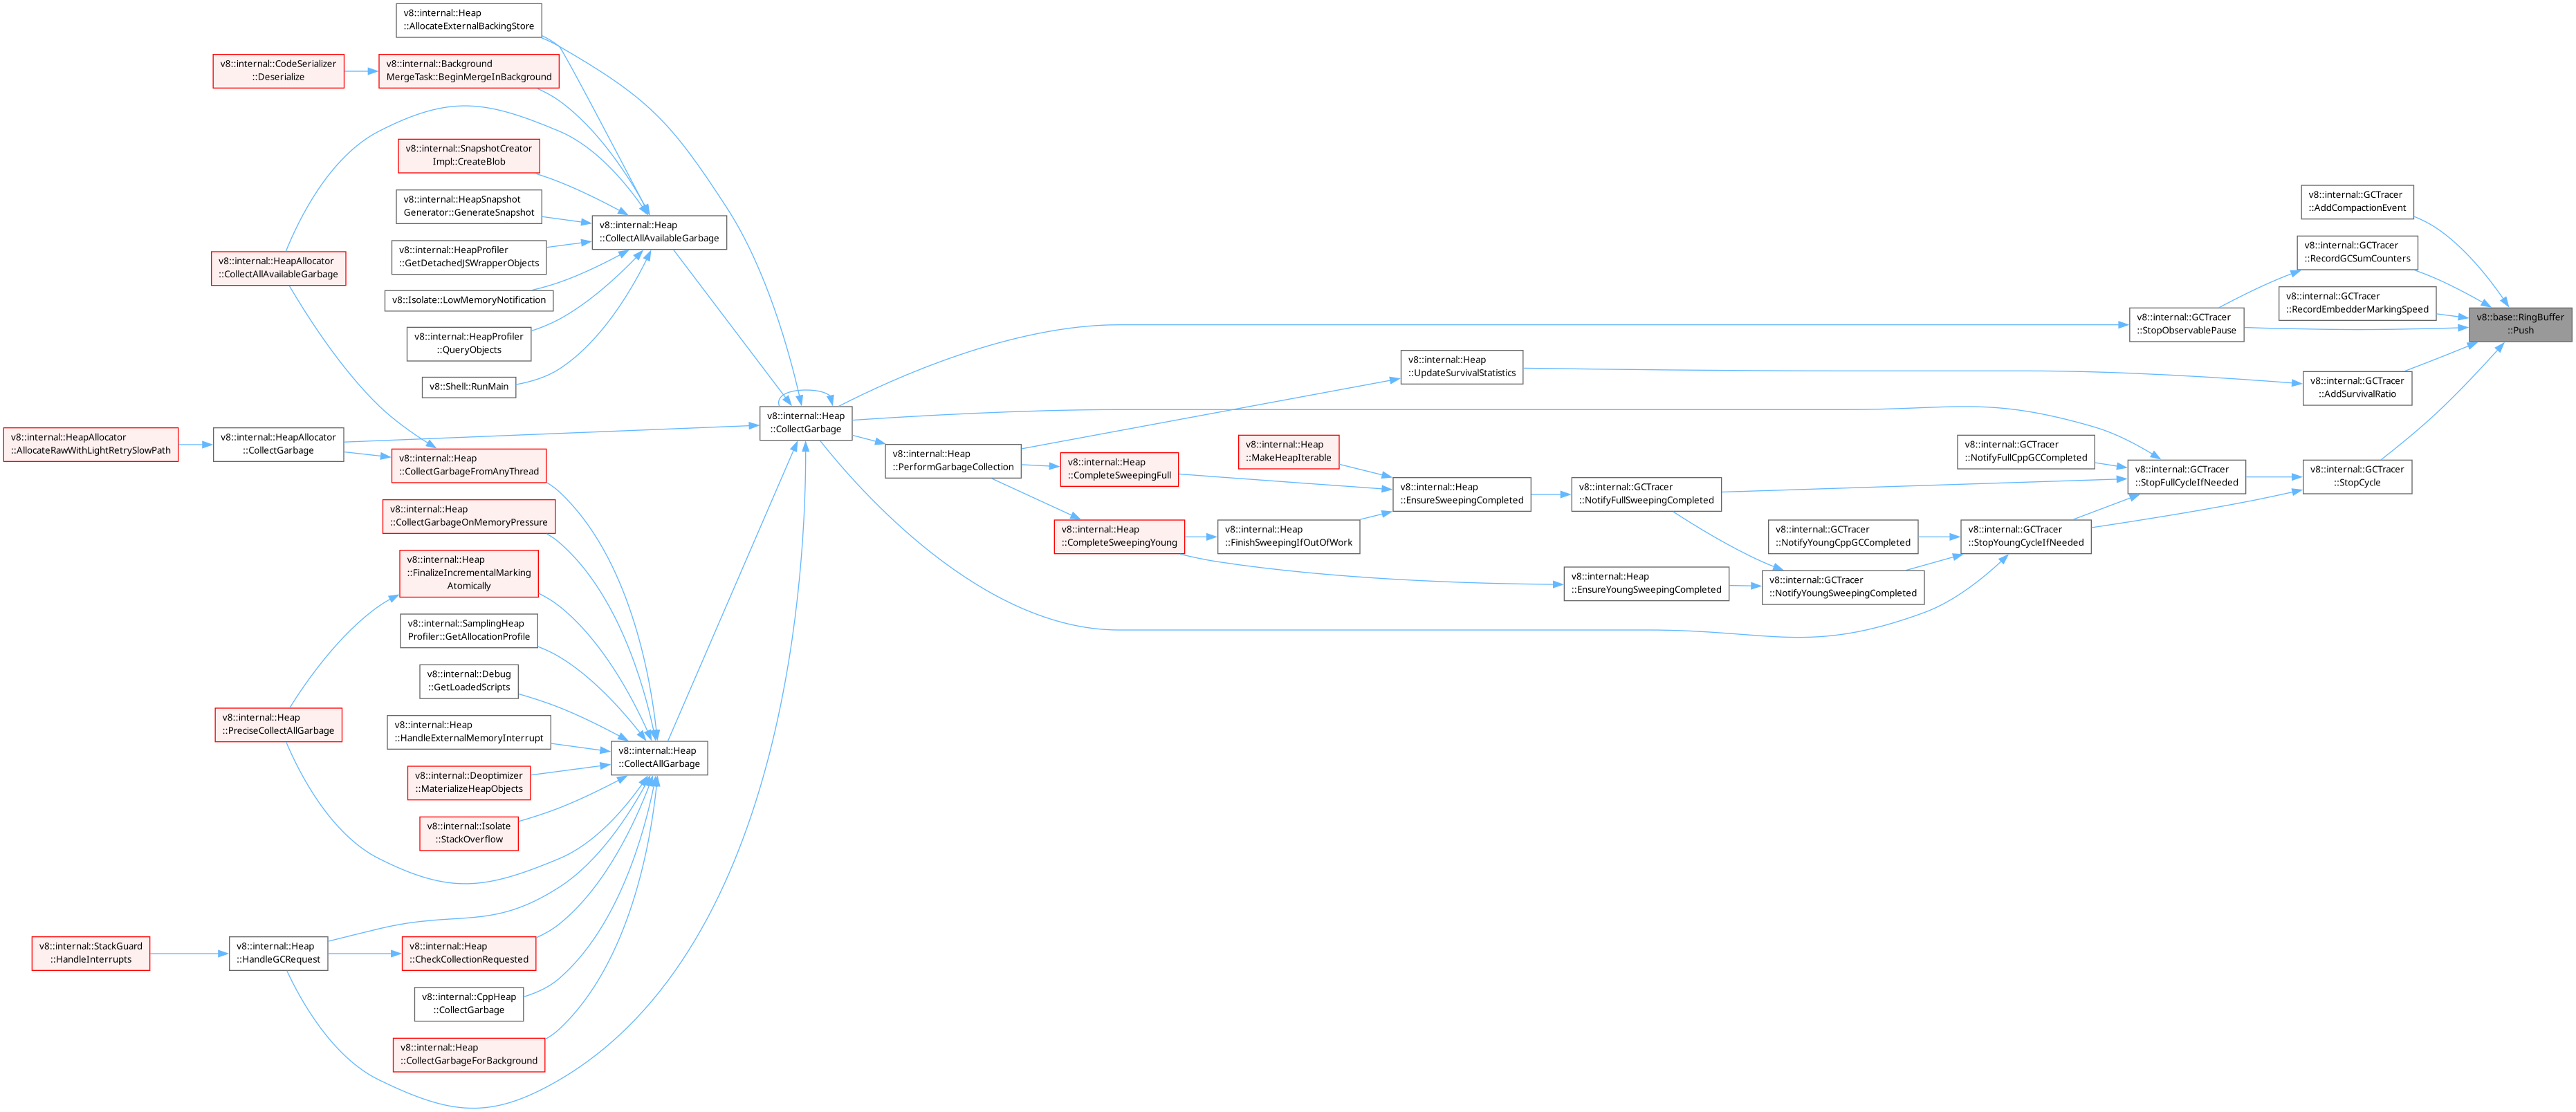 v8::internal::Heap
::AllocateExternalBackingStore
v8::internal::CodeSerializer
::Deserialize
v8::internal::Background
MergeTask::BeginMergeInBackground
v8::internal::SnapshotCreator
Impl::CreateBlob
v8::internal::HeapSnapshot
Generator::GenerateSnapshot
v8::internal::Heap
::CollectAllAvailableGarbage
v8::internal::HeapProfiler
::GetDetachedJSWrapperObjects
v8::internal::HeapAllocator
::CollectAllAvailableGarbage
v8::Isolate::LowMemoryNotification
v8::internal::HeapProfiler
::QueryObjects
v8::Shell::RunMain
v8::internal::Heap
::CollectGarbage
v8::internal::HeapAllocator
::AllocateRawWithLightRetrySlowPath
v8::internal::HeapAllocator
::CollectGarbage
v8::internal::Heap
::CollectGarbageFromAnyThread
v8::internal::Heap
::CollectGarbageOnMemoryPressure
v8::internal::Heap
::FinalizeIncrementalMarking
Atomically
v8::internal::SamplingHeap
Profiler::GetAllocationProfile
v8::internal::Debug
::GetLoadedScripts
v8::internal::Heap
::PreciseCollectAllGarbage
v8::internal::Heap
::HandleExternalMemoryInterrupt
v8::internal::Heap
::CollectAllGarbage
v8::internal::Deoptimizer
::MaterializeHeapObjects
v8::internal::Isolate
::StackOverflow
v8::internal::StackGuard
::HandleInterrupts
v8::internal::Heap
::HandleGCRequest
v8::internal::Heap
::CheckCollectionRequested
v8::internal::CppHeap
::CollectGarbage
v8::internal::Heap
::CollectGarbageForBackground
v8::internal::Heap
::PerformGarbageCollection
v8::internal::Heap
::UpdateSurvivalStatistics
v8::internal::Heap
::MakeHeapIterable
v8::internal::Heap
::CompleteSweepingFull
v8::internal::Heap
::EnsureSweepingCompleted
v8::internal::Heap
::CompleteSweepingYoung
v8::internal::Heap
::FinishSweepingIfOutOfWork
v8::internal::Heap
::EnsureYoungSweepingCompleted
v8::internal::GCTracer
::NotifyFullSweepingCompleted
v8::internal::GCTracer
::NotifyYoungCppGCCompleted
v8::internal::GCTracer
::NotifyYoungSweepingCompleted
v8::internal::GCTracer
::NotifyFullCppGCCompleted
v8::internal::GCTracer
::StopYoungCycleIfNeeded
v8::internal::GCTracer
::StopFullCycleIfNeeded
v8::internal::GCTracer
::StopCycle
v8::internal::GCTracer
::AddCompactionEvent
v8::internal::GCTracer
::RecordGCSumCounters
v8::internal::GCTracer
::RecordEmbedderMarkingSpeed
v8::internal::GCTracer
::StopObservablePause
v8::base::RingBuffer
::Push
v8::internal::GCTracer
::AddSurvivalRatio